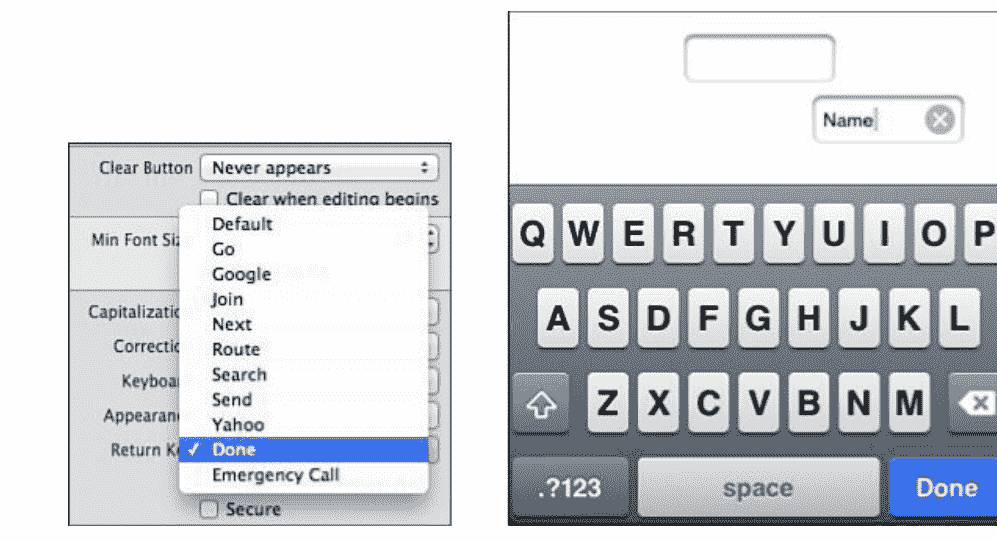 Clear Button Never appears
Clear when editing begins
Min Font Siz
Default
Go
Google
Capitalizatio
Join
Next
Correctio
Route
Keyboa
Search
Send
Appearan
Yahoo
Return K ✓ Done
Emergency Call
Secure
Name
Q W E R T Y U I O P
A S D F G H J K L
Z X C V B N M
.?123 space Done